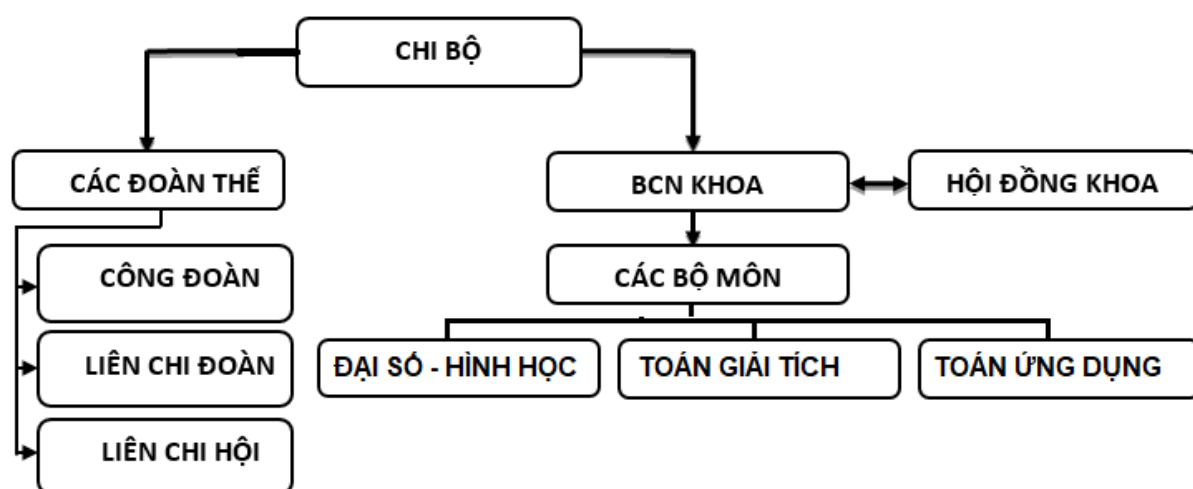 CHI BỘ
CÁC ĐOÀN THỂ
BCN KHOA
HỘI ĐỒNG KHOA
CÔNG ĐOÀN
CÁC BỘ MÔN
LIÊN CHI ĐOÀN
ĐẠI SỐ - HÌNH HỌC
TOÁN GIẢI TÍCH
TOÁN ỨNG DỤNG
LIÊN CHI HỘI